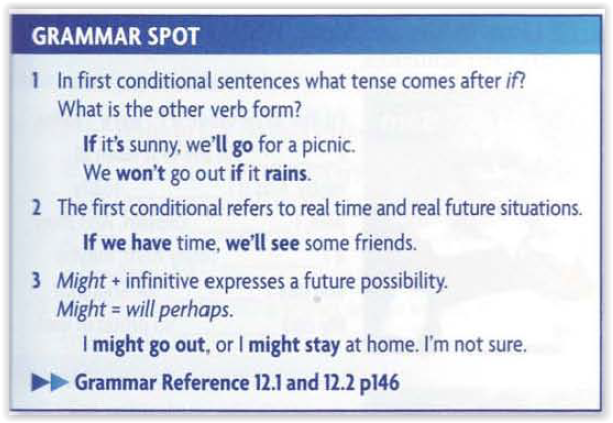 GRAMMAR SPOT
1 In first conditional sentences what tense comes after if?
What is the other verb form?
If it's sunny, we'll go for a picnic.
We won't go out if it rains.
2 The first conditional refers to real time and real future situations.
If we have time, we'll see some friends.
3 Might + infinitive expresses a future possibility.
Might = will perhaps.
I might go out, or I might stay at home. I'm not sure.
▶▶ Grammar Reference 12.1 and 12.2 p146